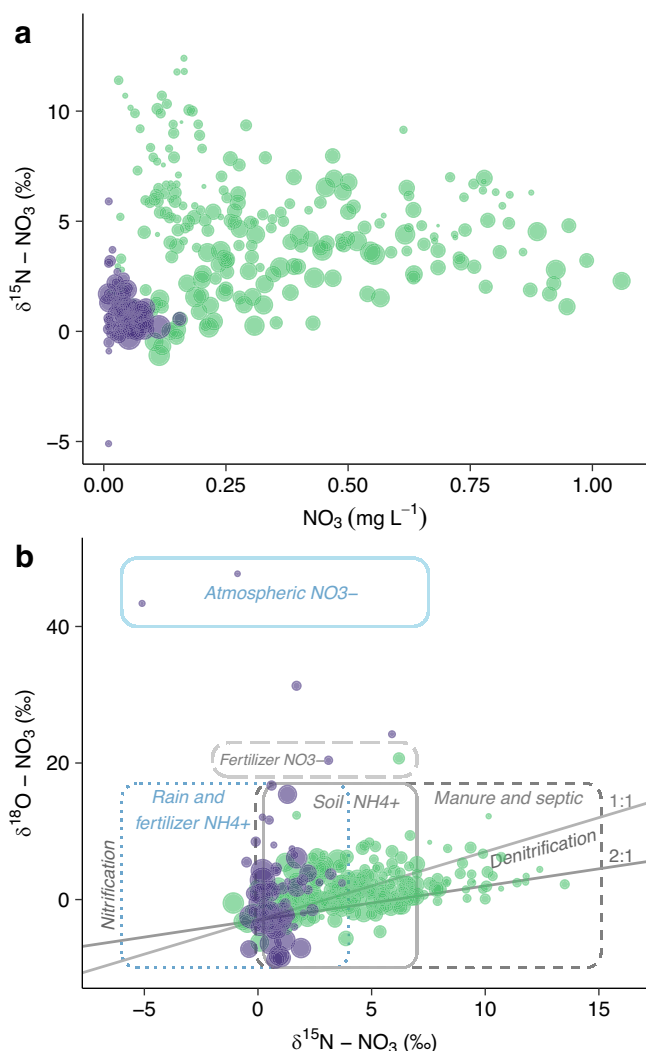 a
10
5
0
−5
δ¹⁵N − NO₃ (‰)
0.00 0.25 0.50 0.75 1.00
NO₃ (mg L⁻¹)
b
40
20
0
δ¹⁸O − NO₃ (‰)
Atmospheric NO3−
Fertilizer NO3−
Rain and
fertilizer NH4+
Soil NH4+
Manure and septic
1:1
Denitrification
2:1
Nitrification
−5 0 5 10 15
δ¹⁵N − NO₃ (‰)